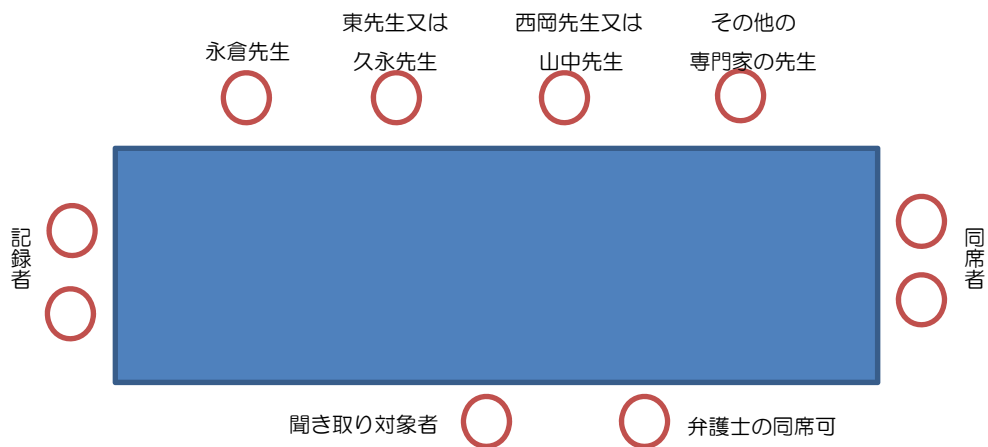 永倉先生
東先生又は
久永先生
西岡先生又は
山中先生
その他の
専門家の先生
記録者
同席者
聞き取り対象者
弁護士の同席可